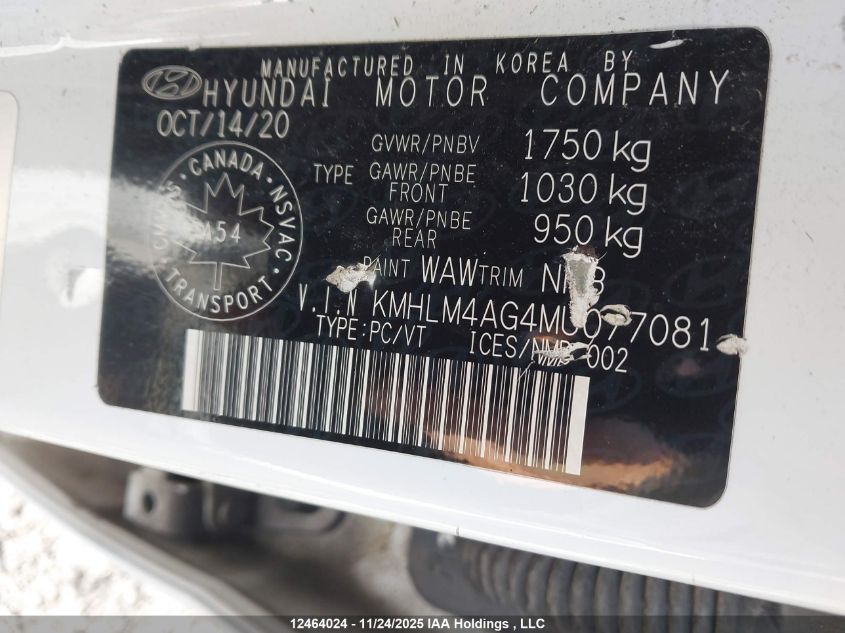 MANUFACTURED IN KOREA BY
HYUNDAI MOTOR COMPANY
OCT/14/20
GVWR/PNBV 1750 kg
TYPE GAWR/PNBE FRONT 1030 kg
GAWR/PNBE REAR 950 kg
CANADA NSVAC
TRANSPORT
PAINT WAW TRIM
V.I.N KMHLM4AG4MU077081
TYPE:PC/VT ICES/NMB-002
12464024 - 11/24/2025 IAA Holdings , LLC